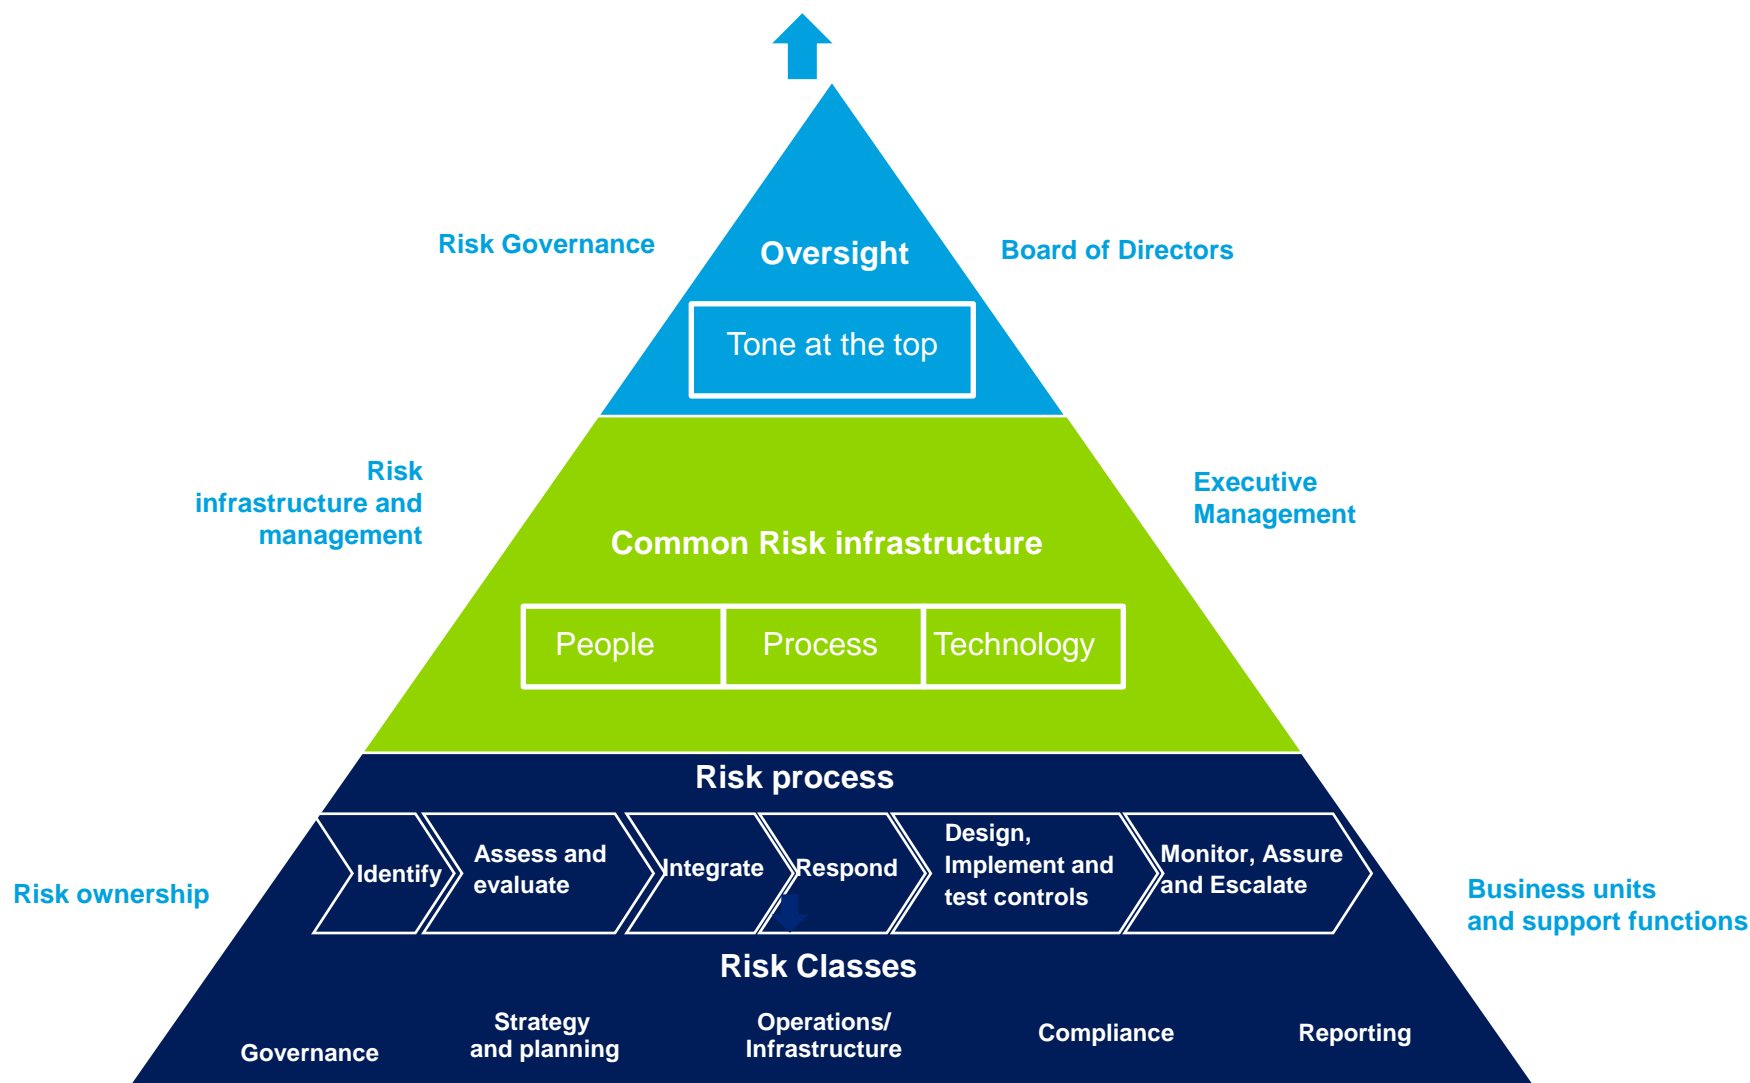 Risk Governance
Oversight
Board of Directors
Tone at the top
Risk
infrastructure and
management
Executive
Management
Common Risk infrastructure
People
Process
Technology
Risk process
Risk ownership
Identify
Assess and
evaluate
Integrate
Respond
Design,
Implement and
test controls
Monitor, Assure
and Escalate
Business units
and support functions
Risk Classes
Governance
Strategy
and planning
Operations/
Infrastructure
Compliance
Reporting